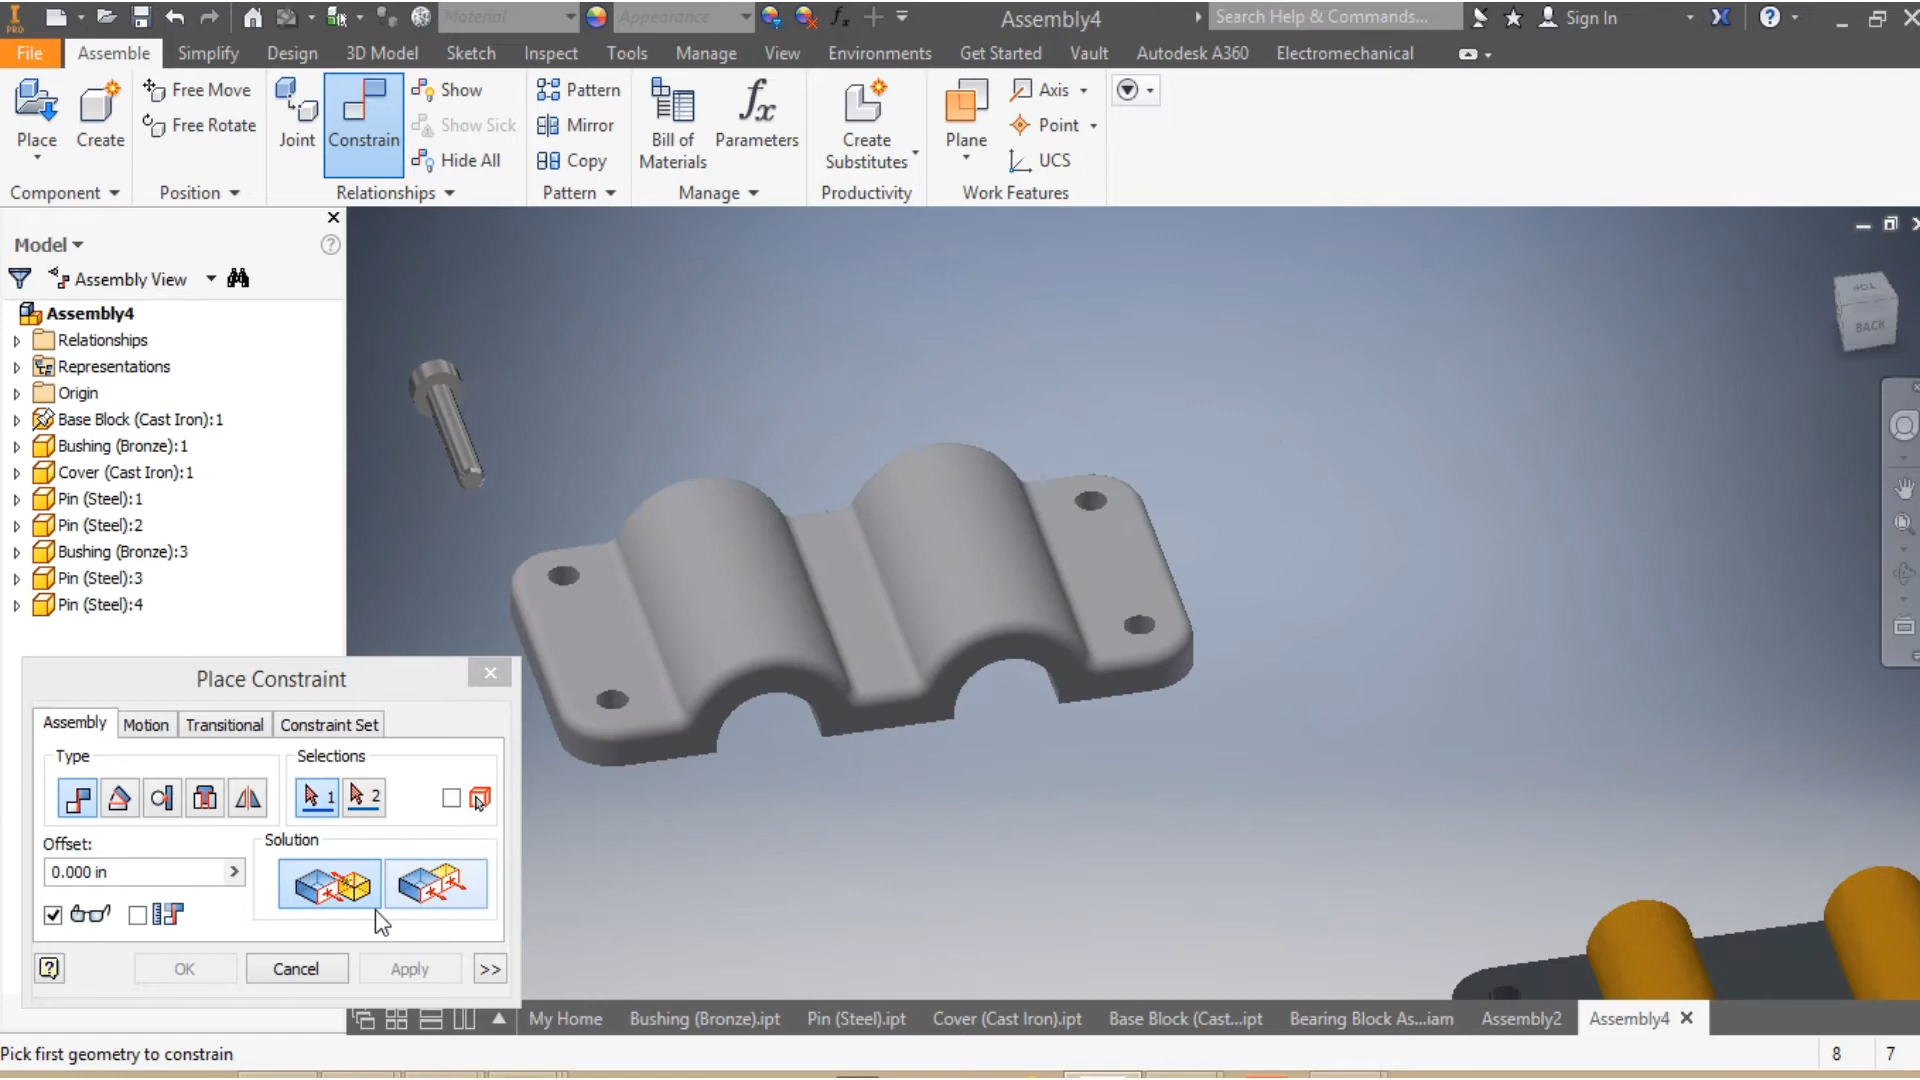 PRO
Material
Appearance
fx
Assembly4
Search Help & Commands...
Sign In
File
Assemble
Simplify
Design
3D Model
Sketch
Inspect
Tools
Manage
View
Environments
Get Started
Vault
Autodesk A360
Electromechanical
Place
Create
Free Move
Free Rotate
Joint
Constrain
Show
Show Sick
Hide All
Pattern
Mirror
Copy
Bill of
Materials
fx
Parameters
Create
Substitutes
Plane
Axis
Point
UCS
Component
Position
Relationships
Pattern
Manage
Productivity
Work Features
Model
Assembly View
Assembly4
Relationships
Representations
Origin
Base Block (Cast Iron):1
Bushing (Bronze):1
Cover (Cast Iron):1
Pin (Steel):1
Pin (Steel):2
Bushing (Bronze):3
Pin (Steel):3
Pin (Steel):4
TOP
BACK
Place Constraint
Assembly
Motion
Transitional
Constraint Set
Type
Selections
1
2
Offset:
0.000 in
Solution
OK
Cancel
Apply
>>
My Home
Bushing (Bronze).ipt
Pin (Steel).ipt
Cover (Cast Iron).ipt
Base Block (Cast...ipt
Bearing Block As...iam
Assembly2
Assembly4
Pick first geometry to constrain
8
7